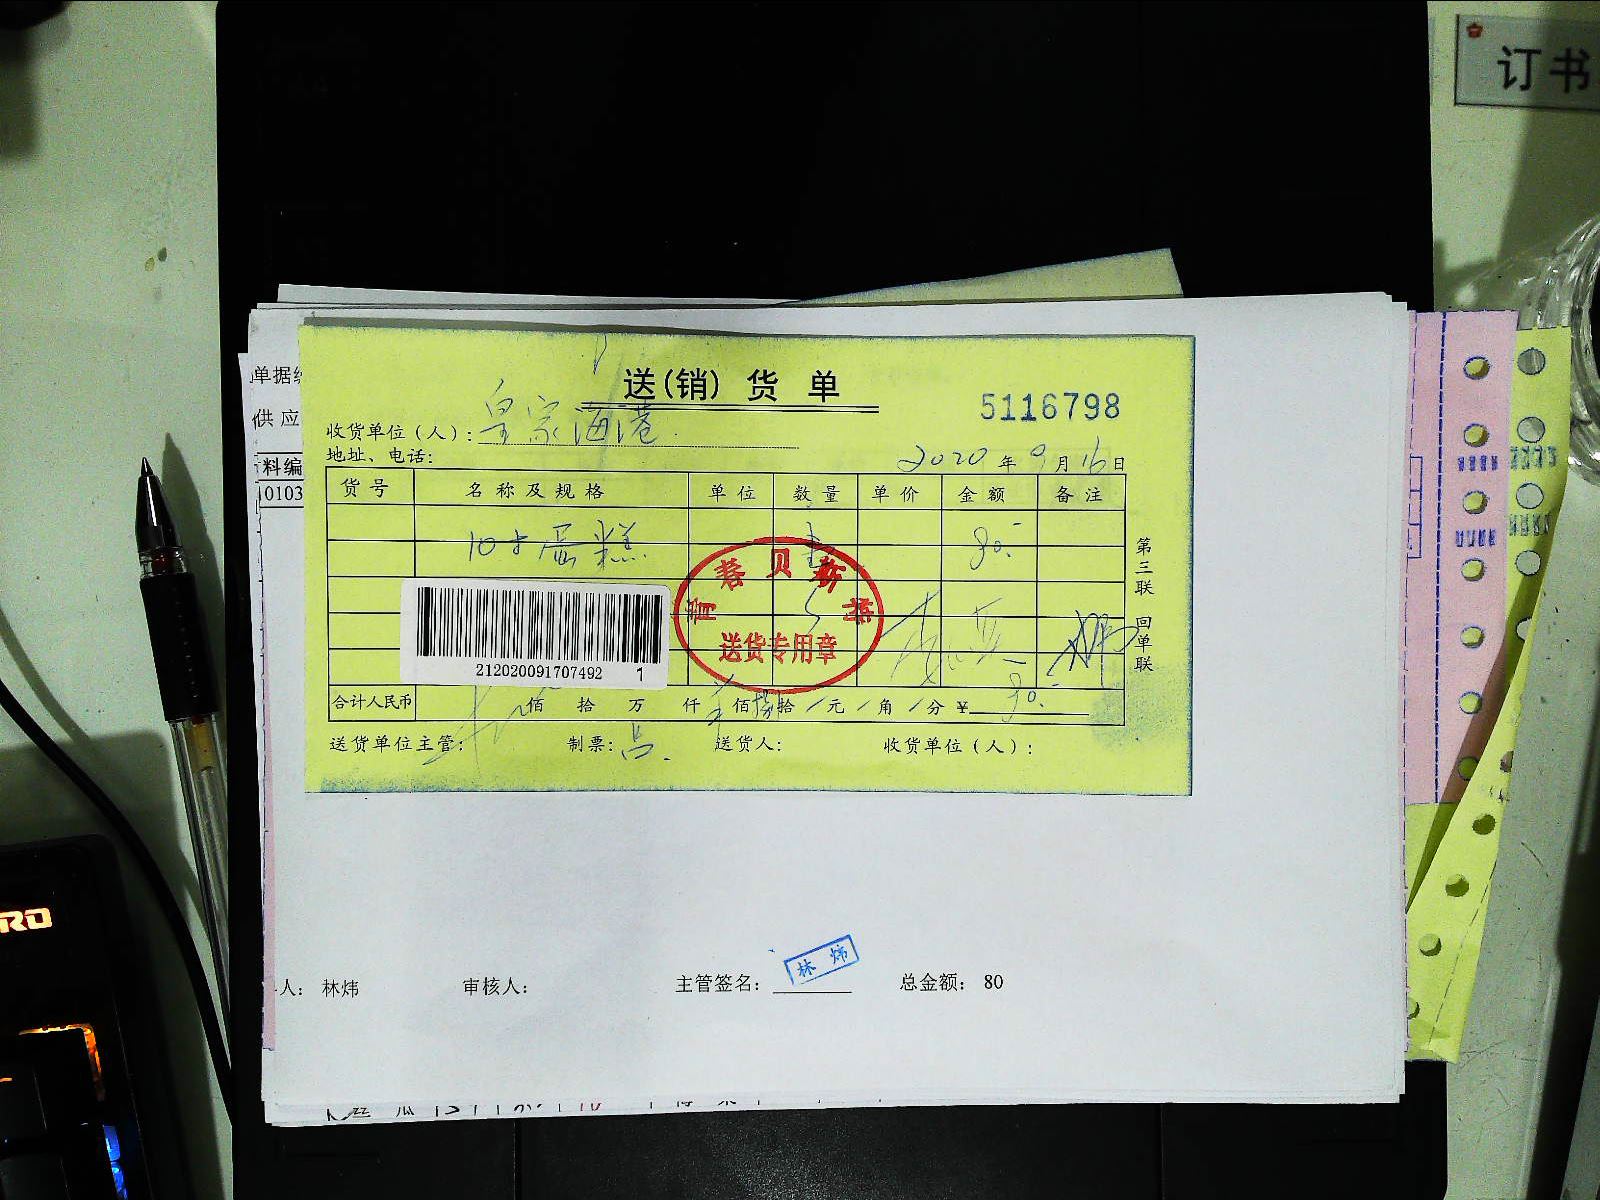 订书
单据
送(销) 货 单
5116798
供应
收货单位(人): 皇家海港
地址、电话:
2020 年 9 月 16 日
料编
0103
货号 名称及规格 单位 数量 单价 金额 备注
10寸蛋糕 80.-
青春贝
送货专用章
212020091707492 1
第三联 回单联
合计人民币 佰 拾 万 仟 佰 捌拾 元 角 分 ¥ 80.-
送货单位主管: 制票: 送货人: 收货单位(人):
人: 林炜 审核人: 主管签名: 林炜 总金额: 80
RD